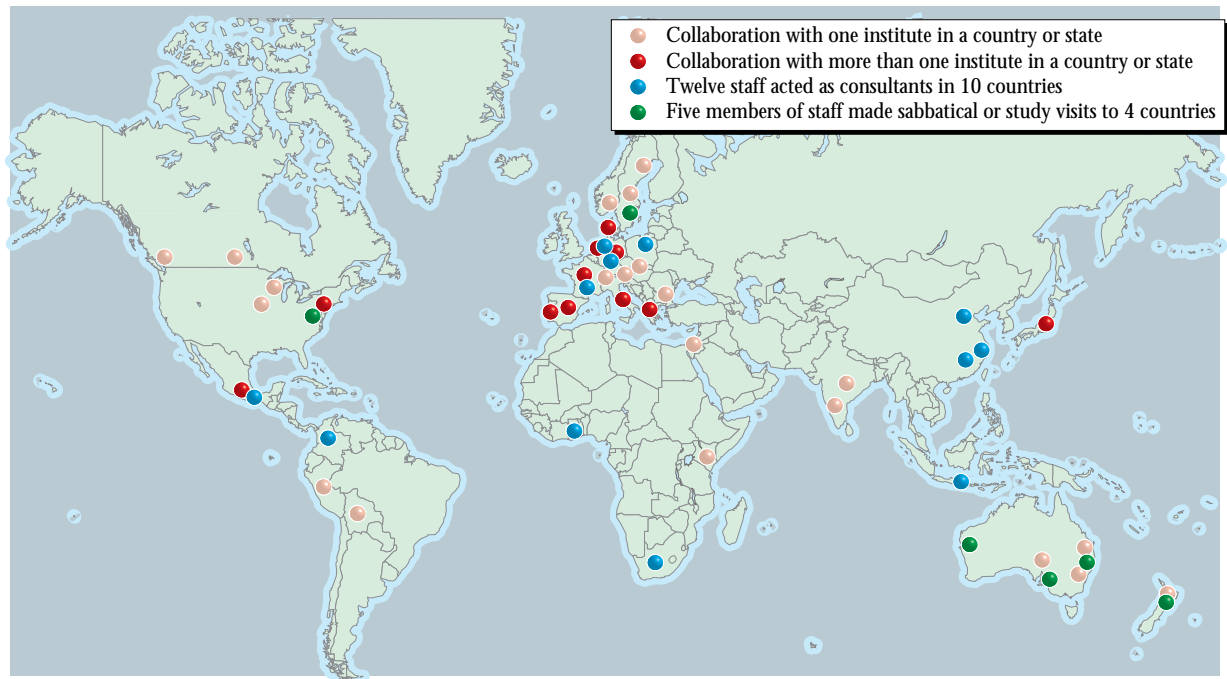 Collaboration with one institute in a country or state
Collaboration with more than one institute in a country or state
Twelve staff acted as consultants in 10 countries
Five members of staff made sabbatical or study visits to 4 countries